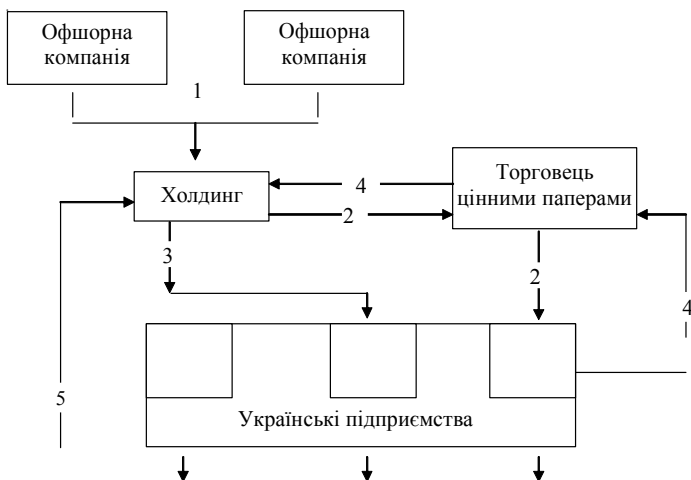 Офшорна
компанія
Офшорна
компанія
1
Холдинг
4
2
Торговець
цінними паперами
3
2
4
5
Українські підприємства